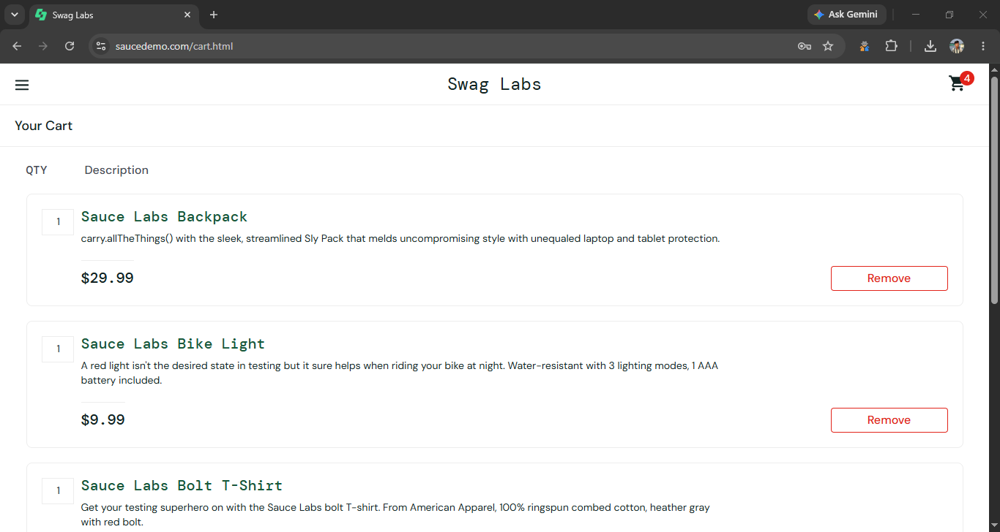 Swag Labs
Ask Gemini
saucedemo.com/cart.html
Swag Labs
4
Your Cart
QTY Description
1
Sauce Labs Backpack
carry.allTheThings() with the sleek, streamlined Sly Pack that melds uncompromising style with unequaled laptop and tablet protection.
$29.99
Remove
1
Sauce Labs Bike Light
A red light isn't the desired state in testing but it sure helps when riding your bike at night. Water-resistant with 3 lighting modes, 1 AAA
battery included.
$9.99
Remove
1
Sauce Labs Bolt T-Shirt
Get your testing superhero on with the Sauce Labs bolt T-shirt. From American Apparel, 100% ringspun combed cotton, heather gray
with red bolt.